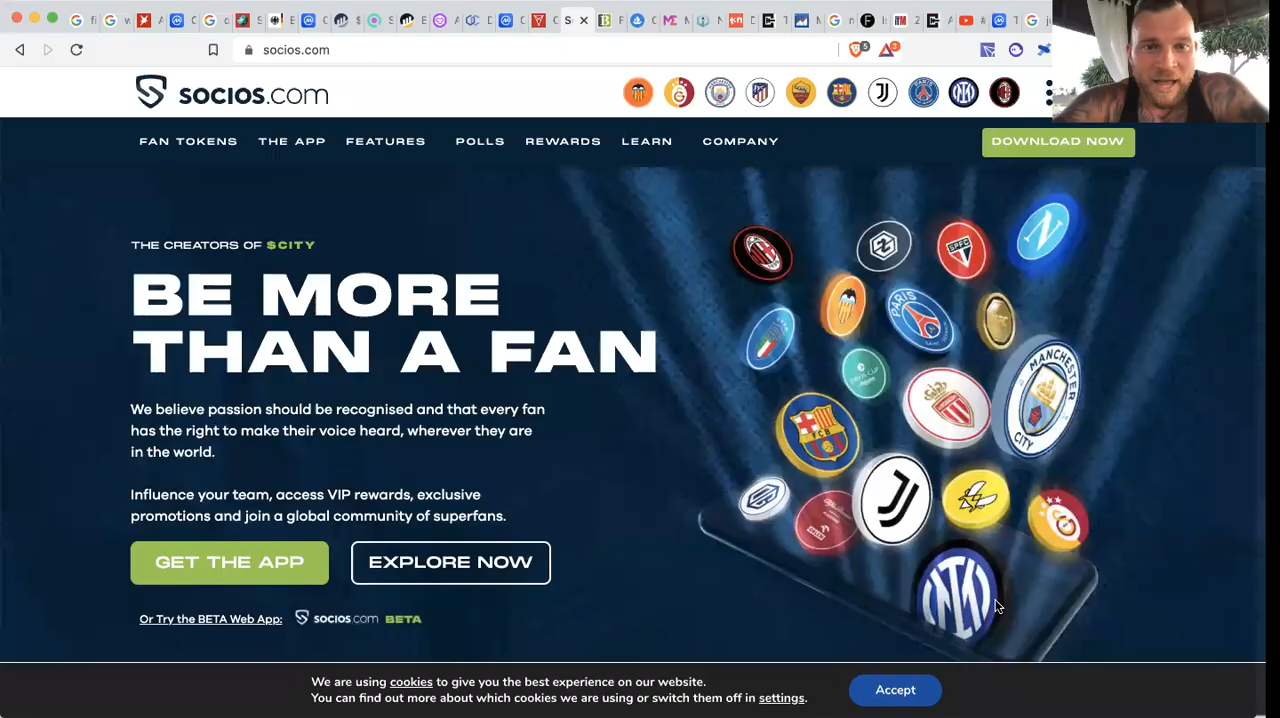 socios.com
SOCIOS.com
FAN TOKENS THE APP FEATURES POLLS REWARDS LEARN COMPANY
DOWNLOAD NOW
THE CREATORS OF $CITY
BE MORE
THAN A FAN
We believe passion should be recognised and that every fan
has the right to make their voice heard, wherever they are
in the world.
Influence your team, access VIP rewards, exclusive
promotions and join a global community of superfans.
GET THE APP
EXPLORE NOW
Or Try the BETA Web App: SOCIOS.com BETA
SPFC
PARIS
MANCHESTER
CITY
FCB
We are using cookies to give you the best experience on our website.
You can find out more about which cookies we are using or switch them off in settings.
Accept